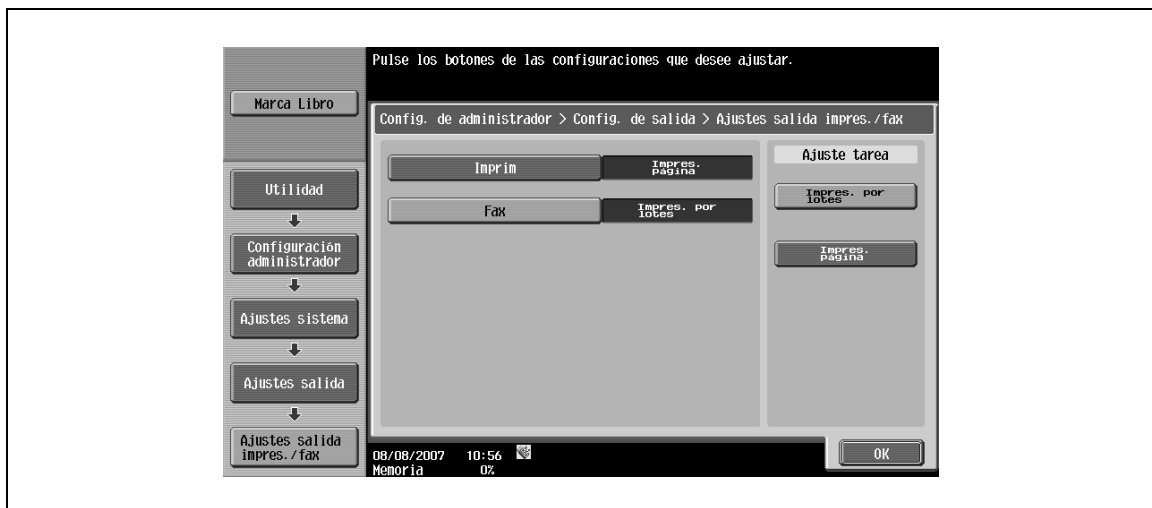 Pulse los botones de las configuraciones que desee ajustar.
Marca Libro
Config. de administrador > Config. de salida > Ajustes salida impres./fax
Imprim
Impres.
página
Fax
Impres. por
lotes
Ajuste tarea
Impres. por
lotes
Impres.
página
Utilidad
Configuración
administrador
Ajustes sistema
Ajustes salida
Ajustes salida
impres./fax
08/08/2007 10:56
Memoria 0%
OK